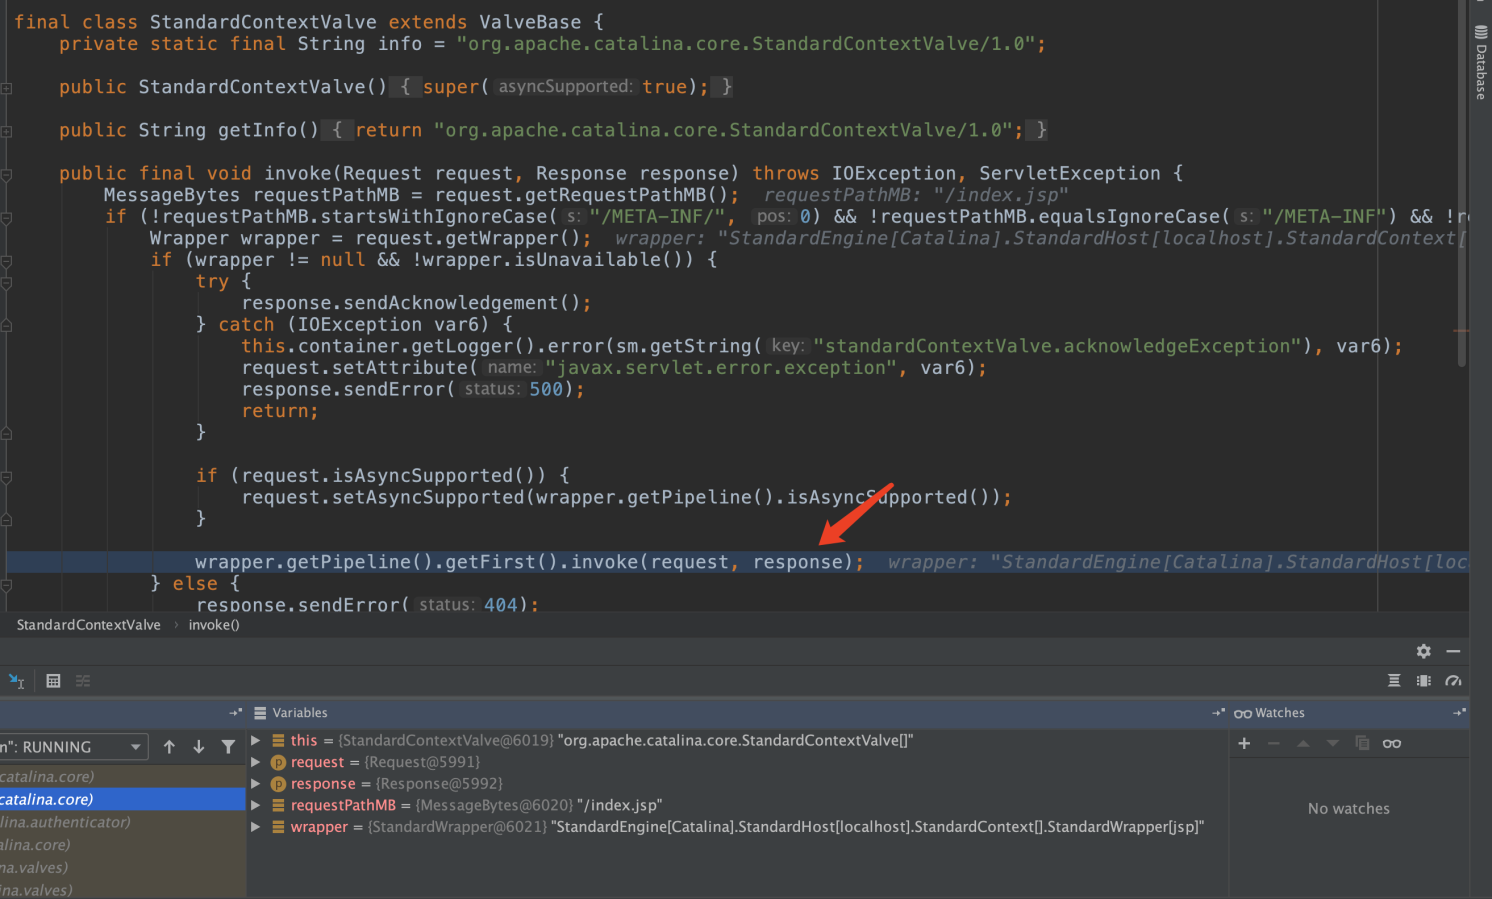 final class StandardContextValve extends ValveBase {
private static final String info = "org.apache.catalina.core.StandardContextValve/1.0";
public StandardContextValve() { super( asyncSupported: true); }
public String getInfo() { return "org.apache.catalina.core.StandardContextValve/1.0"; }
public final void invoke(Request request, Response response) throws IOException, ServletException {
MessageBytes requestPathMB = request.getRequestPathMB(); requestPathMB: "/index.jsp"
if (!requestPathMB.startsWithIgnoreCase( s: "/META-INF/", pos: 0) && !requestPathMB.equalsIgnoreCase( s: "/META-INF") && !re
Wrapper wrapper = request.getWrapper(); wrapper: "StandardEngine[Catalina].StandardHost[localhost].StandardContext[
if (wrapper != null && !wrapper.isUnavailable()) {
try {
response.sendAcknowledgement();
} catch (IOException var6) {
this.container.getLogger().error(sm.getString( key: "standardContextValve.acknowledgeException"), var6);
request.setAttribute( name: "javax.servlet.error.exception", var6);
response.sendError( status: 500);
return;
}
if (request.isAsyncSupported()) {
request.setAsyncSupported(wrapper.getPipeline().isAsyncSupported());
}
wrapper.getPipeline().getFirst().invoke(request, response); wrapper: "StandardEngine[Catalina].StandardHost[loc
} else {
response.sendError( status: 404);
Database
StandardContextValve › invoke()
Variables
Watches
n": RUNNING
catalina.core)
catalina.core)
lina.authenticator)
alina.core)
na.valves)
ina.valves)
this = {StandardContextValve@6019} "org.apache.catalina.core.StandardContextValve[]"
request = {Request@5991}
response = {Response@5992}
requestPathMB = {MessageBytes@6020} "/index.jsp"
wrapper = {StandardWrapper@6021} "StandardEngine[Catalina].StandardHost[localhost].StandardContext[].StandardWrapper[jsp]"
No watches